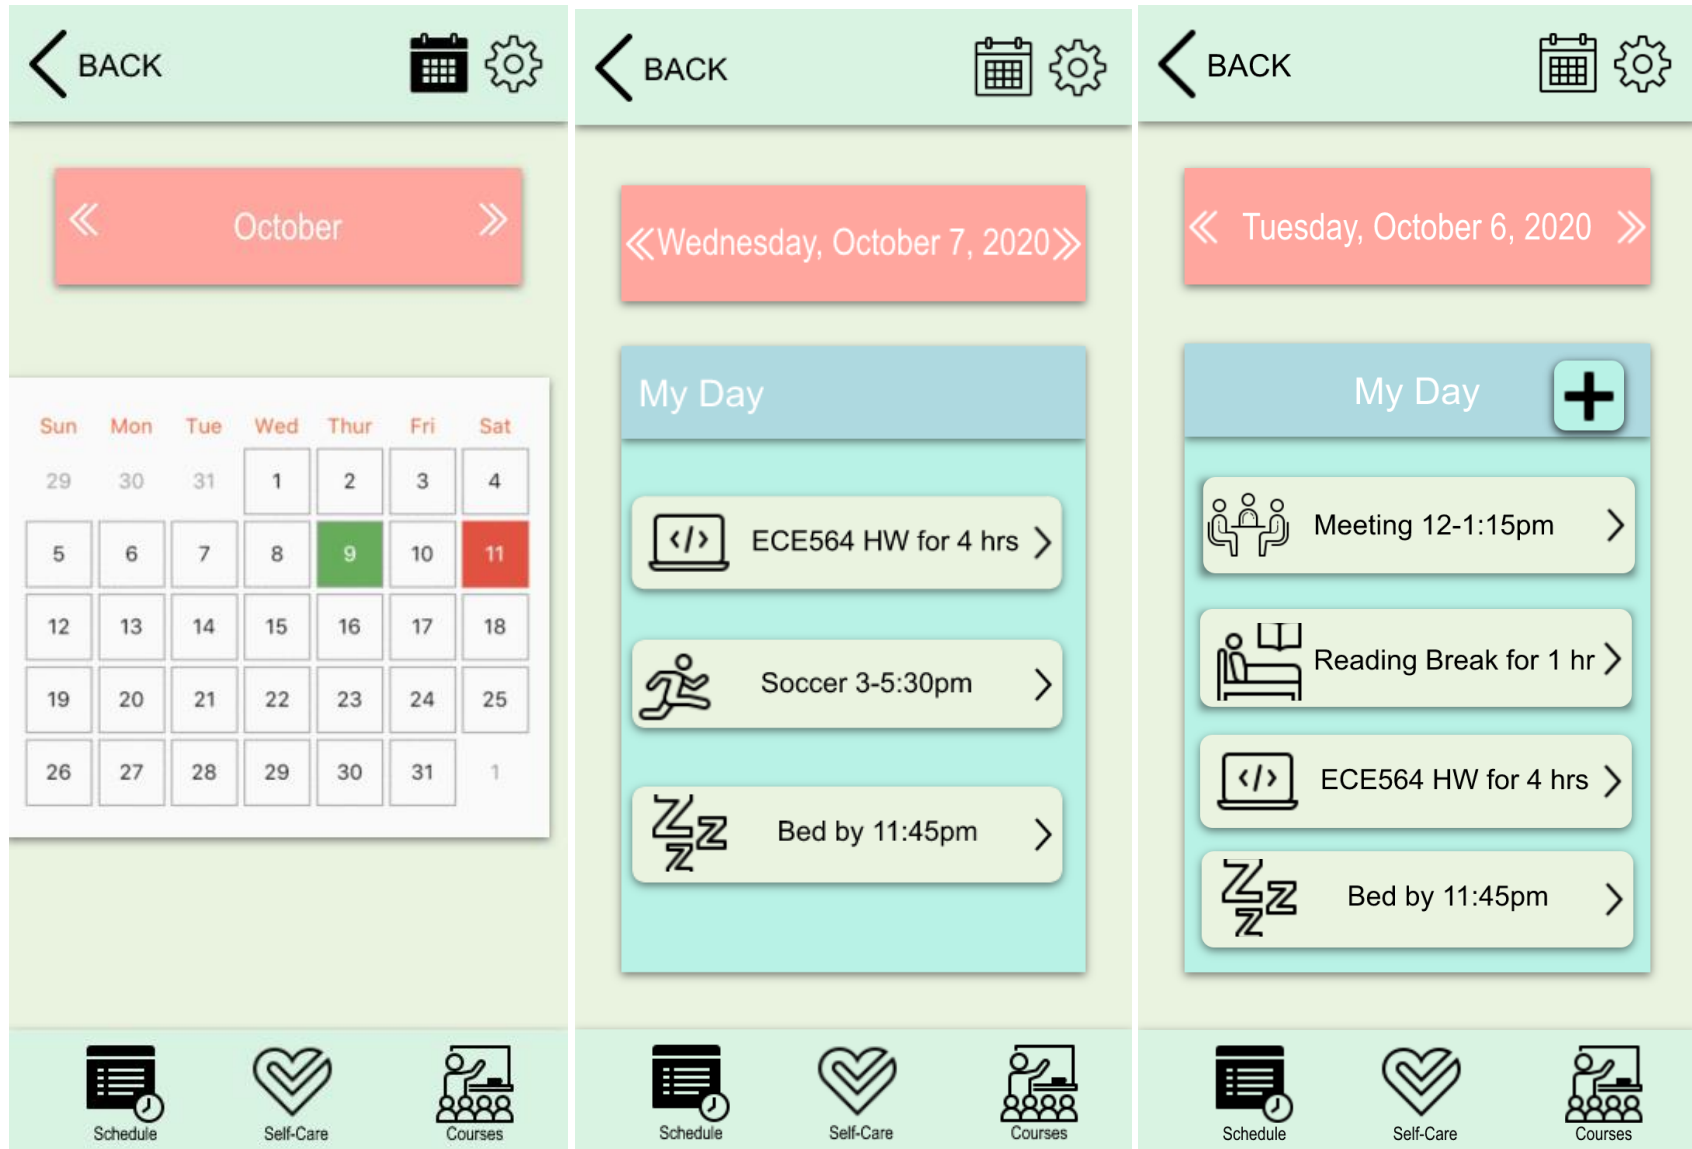 BACK
October
Sun Mon Tue Wed Thur Fri Sat
29 30 31 1 2 3 4
5 6 7 8 9 10 11
12 13 14 15 16 17 18
19 20 21 22 23 24 25
26 27 28 29 30 31 1
Schedule Self-Care Courses
BACK
Wednesday, October 7, 2020
My Day
ECE564 HW for 4 hrs
Soccer 3-5:30pm
Bed by 11:45pm
Schedule Self-Care Courses
BACK
Tuesday, October 6, 2020
My Day
Meeting 12-1:15pm
Reading Break for 1 hr
ECE564 HW for 4 hrs
Bed by 11:45pm
Schedule Self-Care Courses